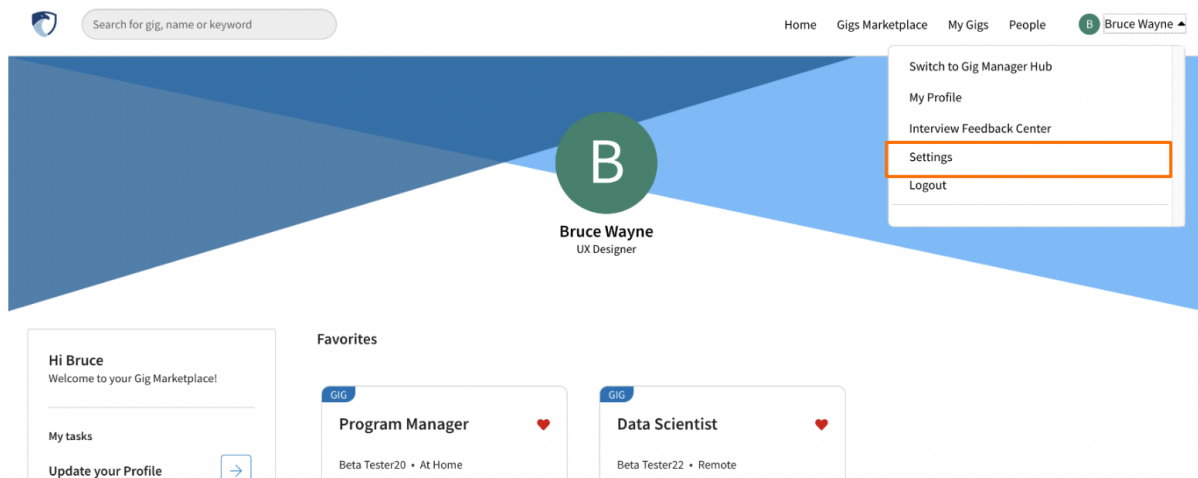 Search for gig, name or keyword
Home Gigs Marketplace My Gigs People B Bruce Wayne
Switch to Gig Manager Hub
My Profile
Interview Feedback Center
Settings
Logout
B
Bruce Wayne
UX Designer
Hi Bruce
Welcome to your Gig Marketplace!
My tasks
Update your Profile
Favorites
GIG
Program Manager
Beta Tester20 • At Home
GIG
Data Scientist
Beta Tester22 • Remote